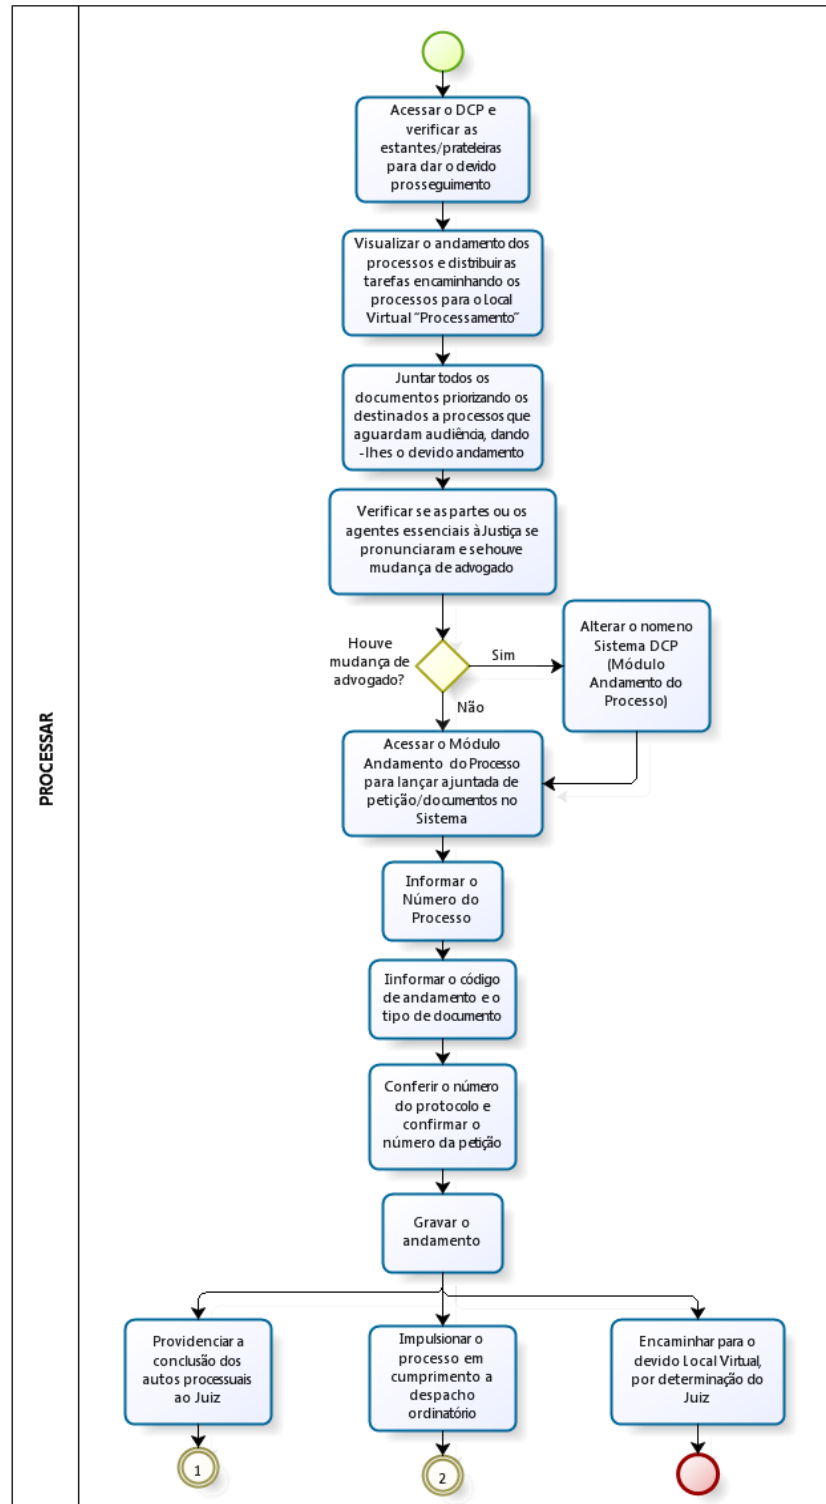 PROCESSAR
Acessar o DCP e
verificar as
estantes/prateleiras
para dar o devido
prosseguimento
Visualizar o andamento dos
processos e distribuir as
tarefas encaminhando os
processos para o Local
Virtual “Processamento”
Juntar todos os
documentos priorizando os
destinados a processos que
aguardam audiência, dando
-lhes o devido andamento
Verificar se as partes ou os
agentes essenciais à Justiça se
pronunciaram e se houve
mudança de advogado
Houve
mudança de
advogado?
Sim
Não
Alterar o nome no
Sistema DCP
(Módulo
Andamento do
Processo)
Acessar o Módulo
Andamento do Processo
para lançar a juntada de
petição/documentos no
Sistema
Informar o
Número do
Processo
Iinformar o código
de andamento e o
tipo de documento
Conferir o número
do protocolo e
confirmar o
número da petição
Gravar o
andamento
Providenciar a
conclusão dos
autos processuais
ao Juiz
1
Impulsionar o
processo em
cumprimento a
despacho
ordinatório
2
Encaminhar para o
devido Local Virtual,
por determinação do
Juiz